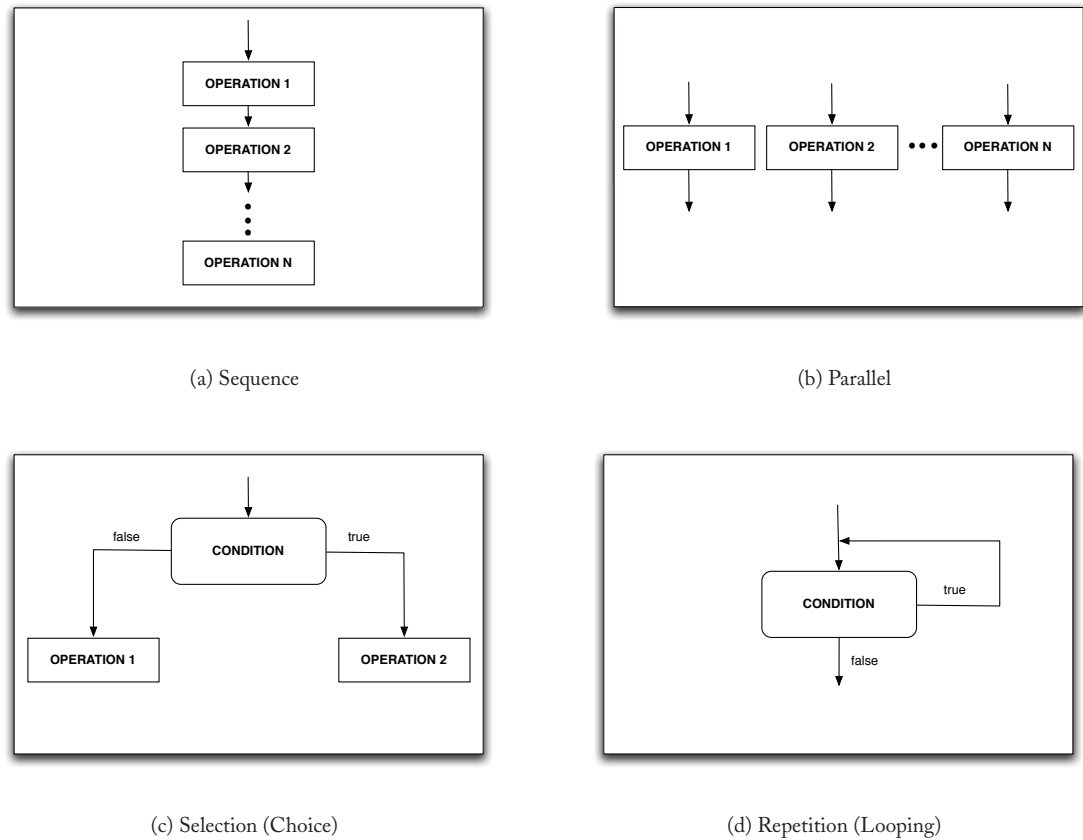 OPERATION 1
OPERATION 2
OPERATION N
(a) Sequence
OPERATION 1
OPERATION 2
OPERATION N
(b) Parallel
false
true
CONDITION
OPERATION 1
OPERATION 2
(c) Selection (Choice)
CONDITION
true
false
(d) Repetition (Looping)